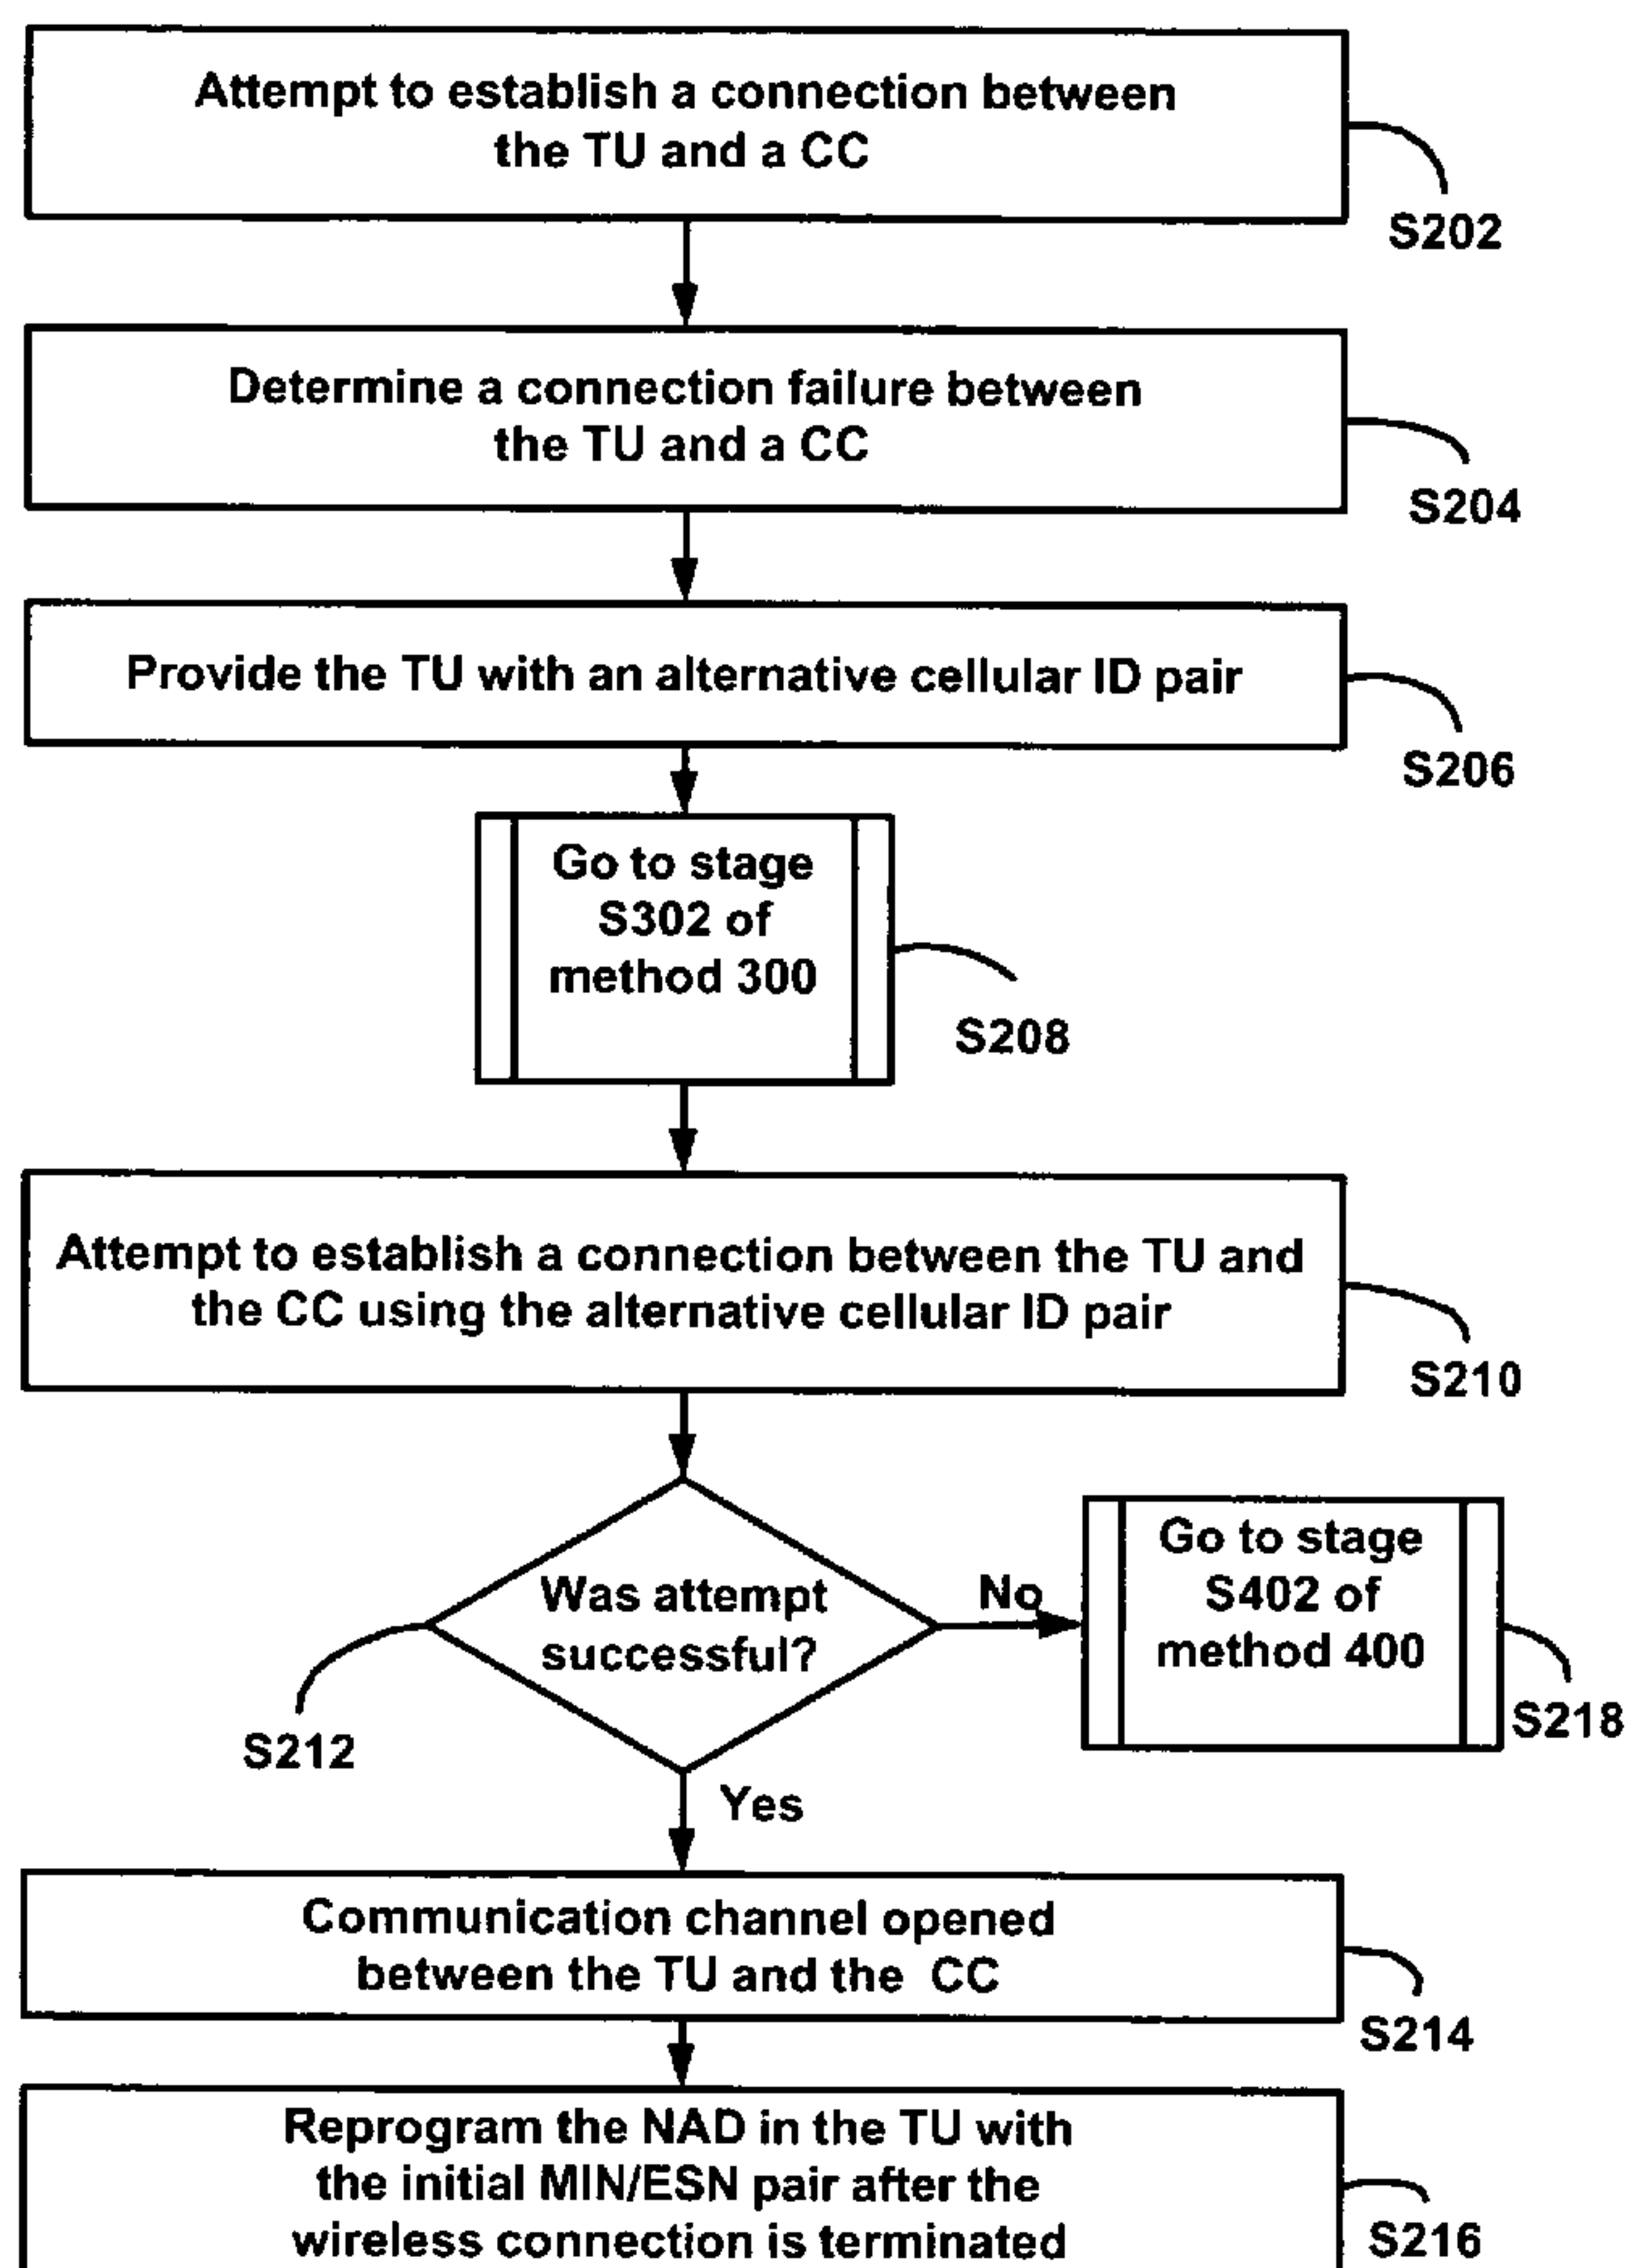 Attempt to establish a connection between
the TU and a CC
S202
Determine a connection failure between
the TU and a CC
S204
Provide the TU with an alternative cellular ID pair
S206
Go to stage
S302 of
method 300
S208
Attempt to establish a connection between the TU and
the CC using the alternative cellular ID pair
S210
Was attempt
successful?
S212
No
Go to stage
S402 of
method 400
S218
Yes
Communication channel opened
between the TU and the CC
S214
Reprogram the NAD in the TU with
the initial MIN/ESN pair after the
wireless connection is terminated
S216